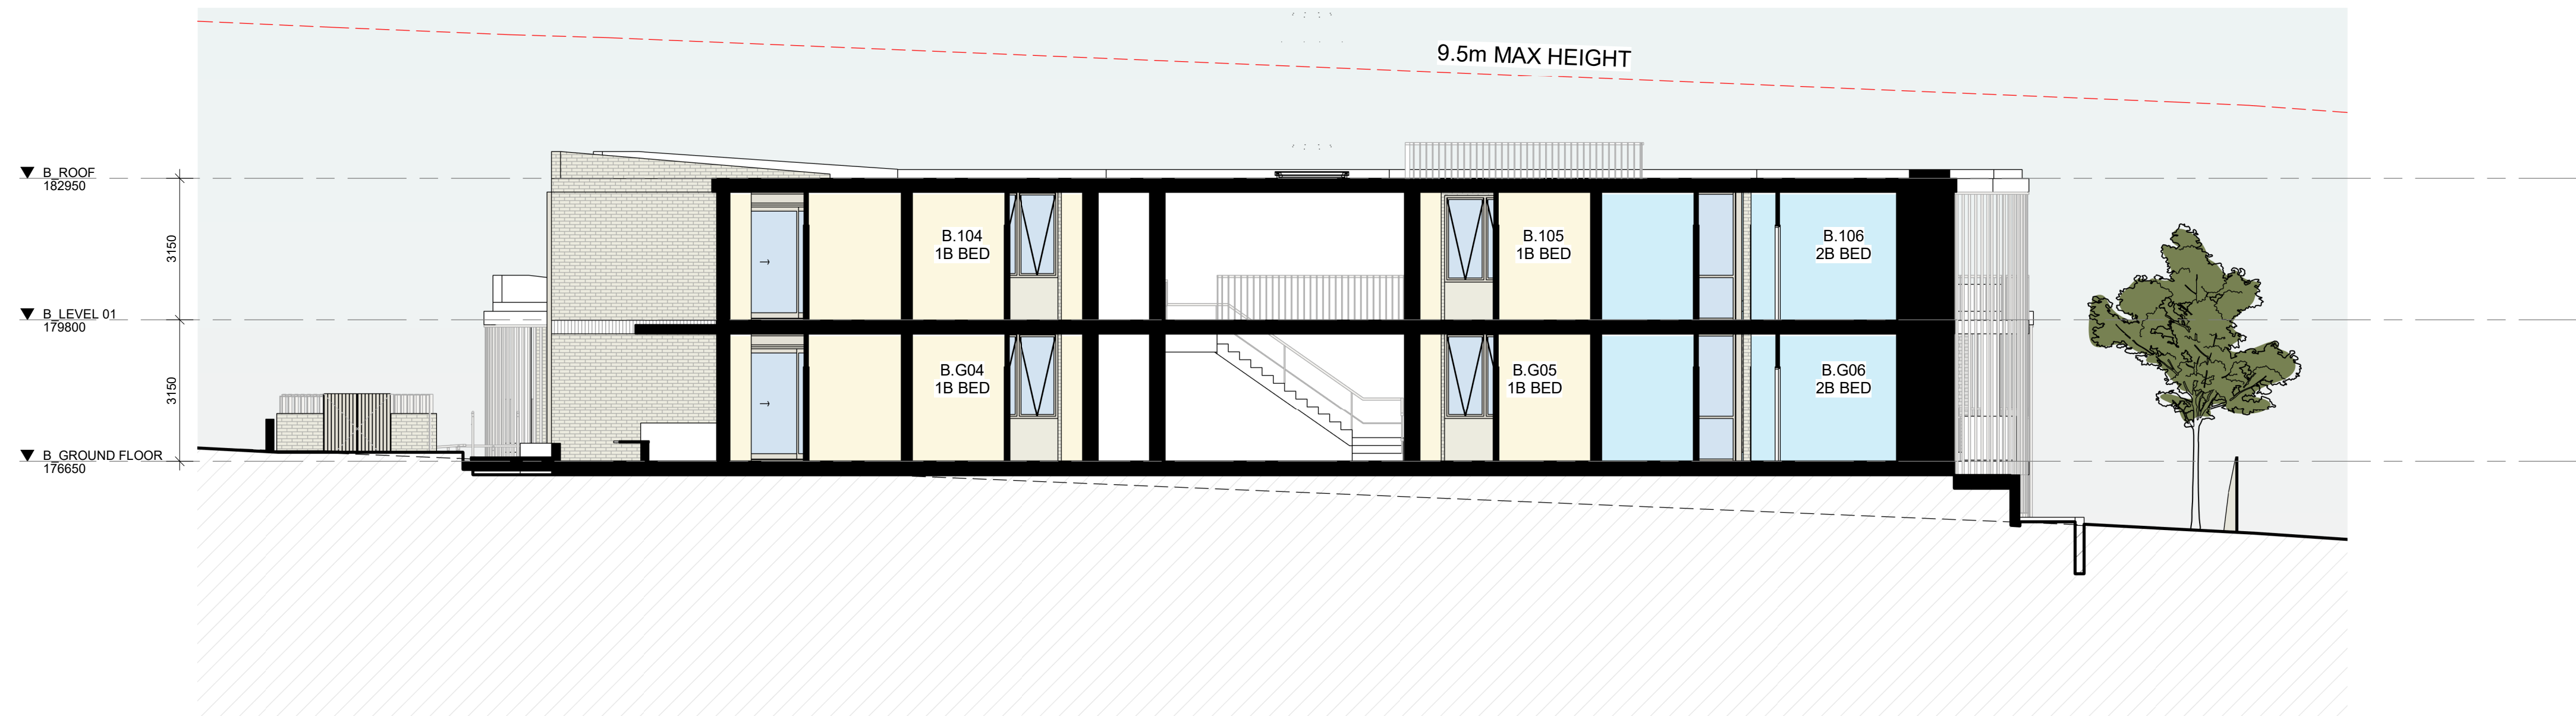 9.5m MAX HEIGHT
B_ROOF
182950
3150
B.104
1B BED
B.105
1B BED
B.106
2B BED
B_LEVEL 01
179800
3150
B.G04
1B BED
B.G05
1B BED
B.G06
2B BED
B_GROUND FLOOR
176650